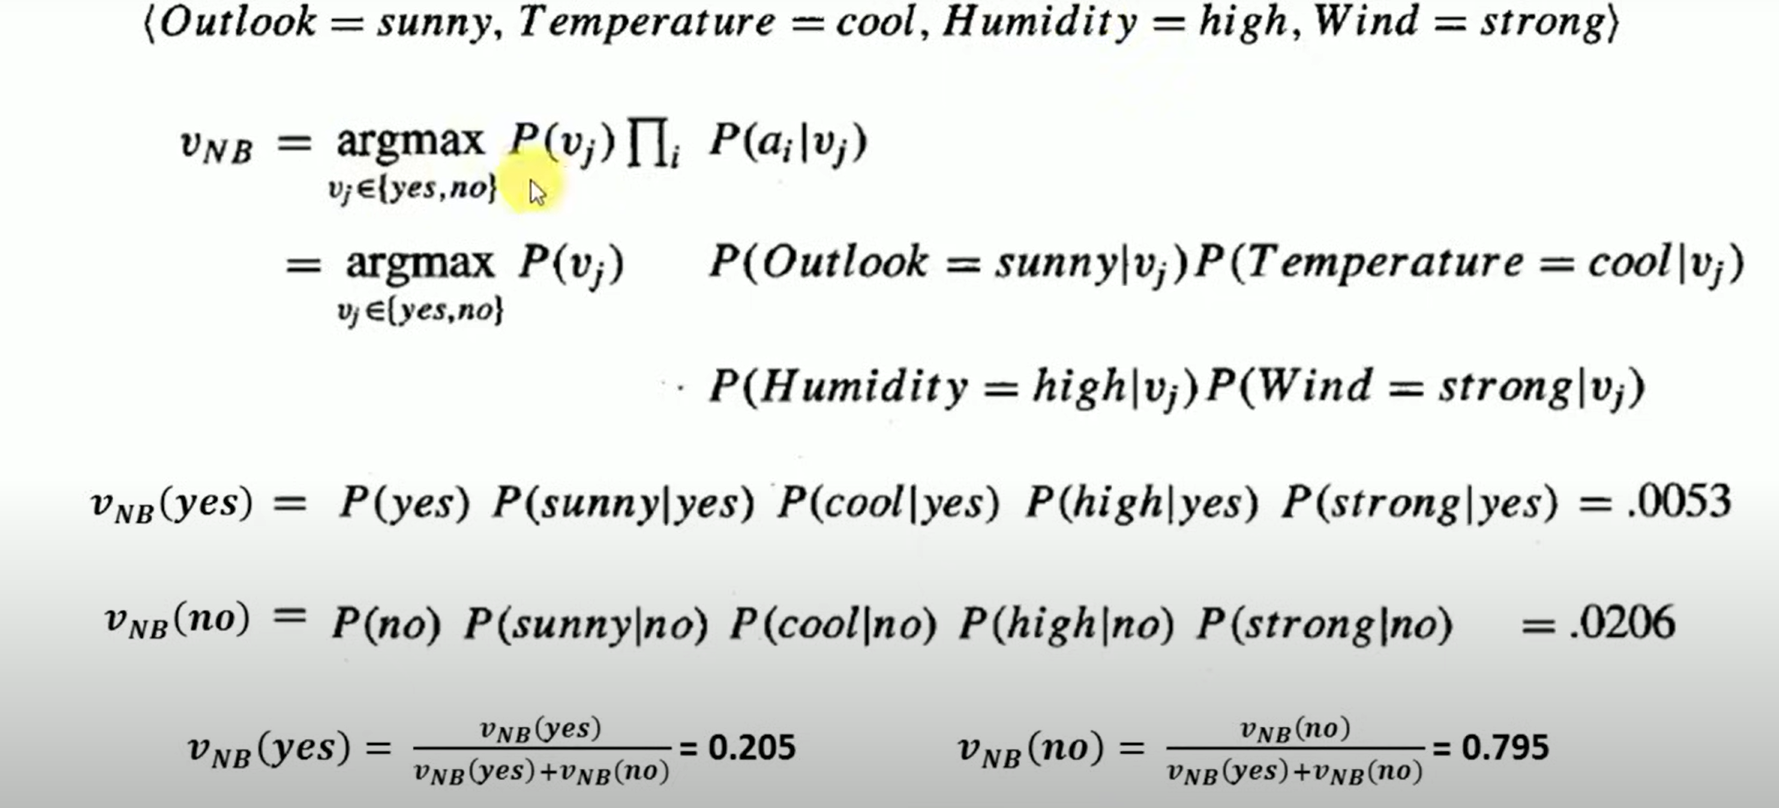 ⟨Outlook = sunny, Temperature = cool, Humidity = high, Wind = strong⟩
v_NB = argmax P(v_j) ∏_i P(a_i|v_j)
v_j∈{yes,no}
= argmax P(v_j) P(Outlook = sunny|v_j)P(Temperature = cool|v_j)
v_j∈{yes,no}
· P(Humidity = high|v_j)P(Wind = strong|v_j)
v_NB(yes) = P(yes) P(sunny|yes) P(cool|yes) P(high|yes) P(strong|yes) = .0053
v_NB(no) = P(no) P(sunny|no) P(cool|no) P(high|no) P(strong|no) = .0206
v_NB(yes) = v_NB(yes) / v_NB(yes)+v_NB(no) = 0.205 v_NB(no) = v_NB(no) / v_NB(yes)+v_NB(no) = 0.795